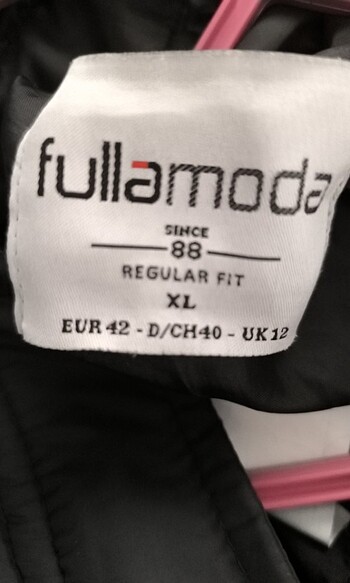 fullamoda
SINCE
88
REGULAR FIT
XL
EUR 42 - D/CH40 - UK 12